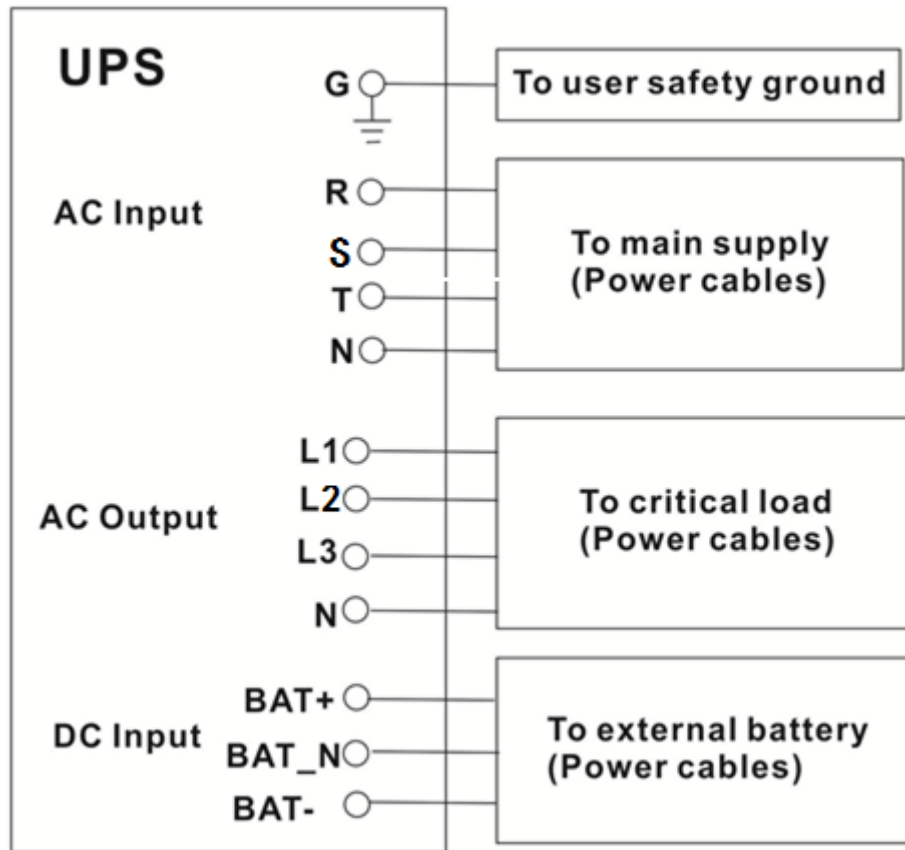 UPS
G
To user safety ground
AC Input
R
S
T
N
To main supply
(Power cables)
AC Output
L1
L2
L3
N
To critical load
(Power cables)
DC Input
BAT+
BAT_N
BAT-
To external battery
(Power cables)